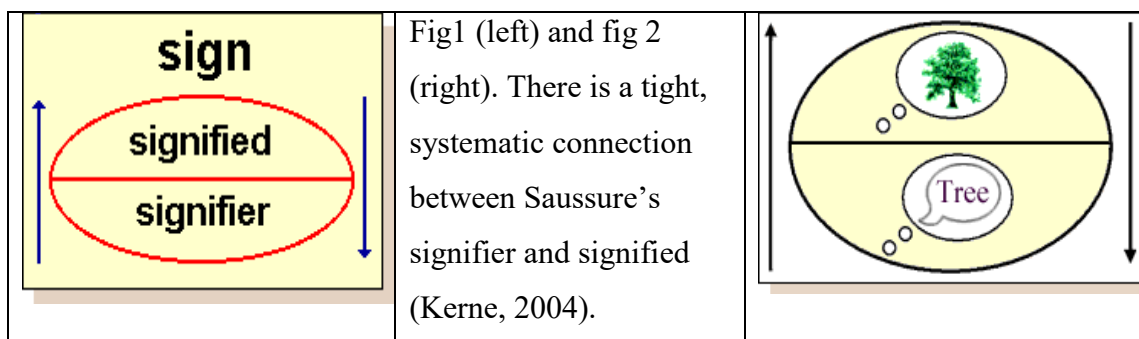 sign
signified
signifier
Fig1 (left) and fig 2
(right). There is a tight,
systematic connection
between Saussure’s
signifier and signified
(Kerne, 2004).
Tree